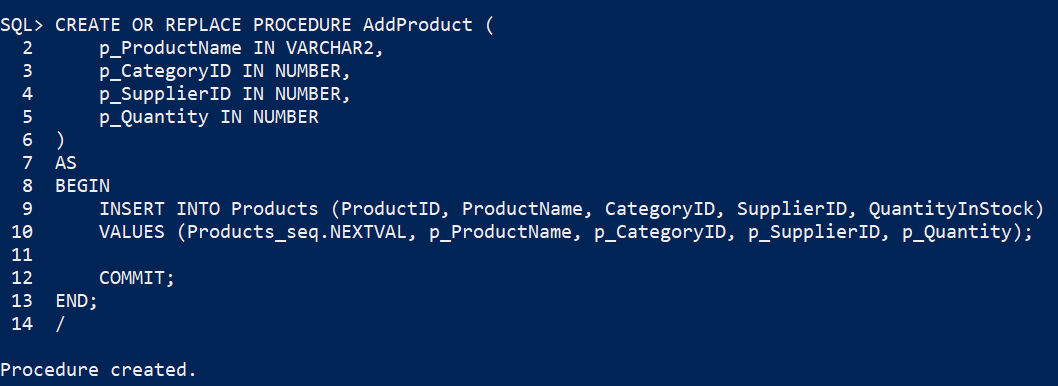 SQL> CREATE OR REPLACE PROCEDURE AddProduct (
  2      p_ProductName IN VARCHAR2,
  3      p_CategoryID IN NUMBER,
  4      p_SupplierID IN NUMBER,
  5      p_Quantity IN NUMBER
  6  )
  7  AS
  8  BEGIN
  9      INSERT INTO Products (ProductID, ProductName, CategoryID, SupplierID, QuantityInStock)
 10      VALUES (Products_seq.NEXTVAL, p_ProductName, p_CategoryID, p_SupplierID, p_Quantity);
 11
 12      COMMIT;
 13  END;
 14  /
Procedure created.